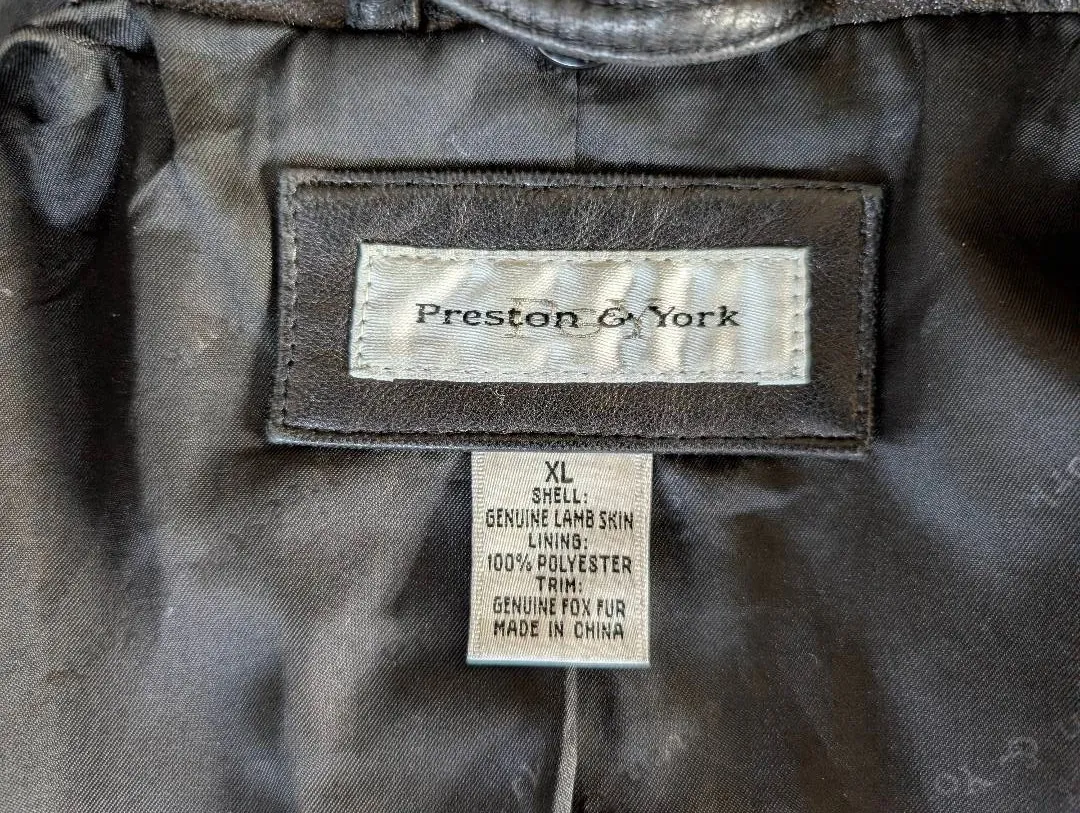 Preston & York
XL
SHELL:
GENUINE LAMB SKIN
LINING:
100% POLYESTER
TRIM:
GENUINE FOX FUR
MADE IN CHINA